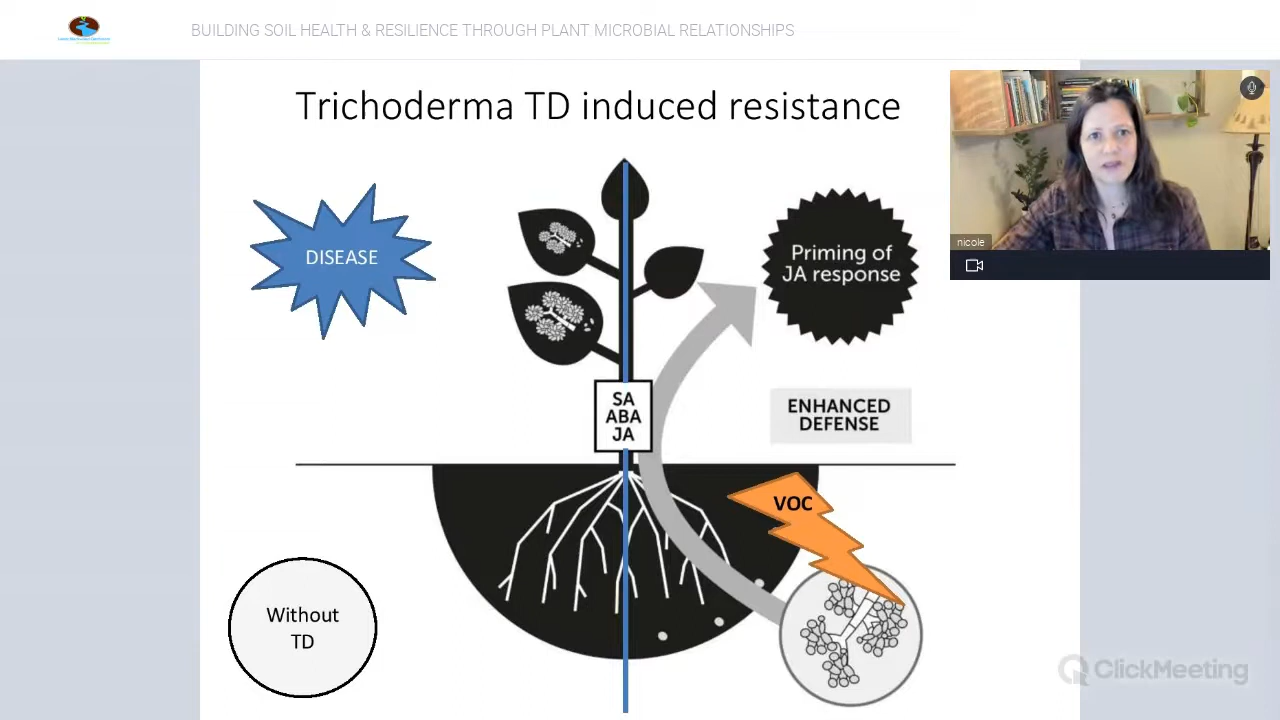 BUILDING SOIL HEALTH & RESILIENCE THROUGH PLANT MICROBIAL RELATIONSHIPS
Trichoderma TD induced resistance
DISEASE
Priming of
JA response
nicole
SA
ABA
JA
ENHANCED
DEFENSE
VOC
Without
TD
ClickMeeting